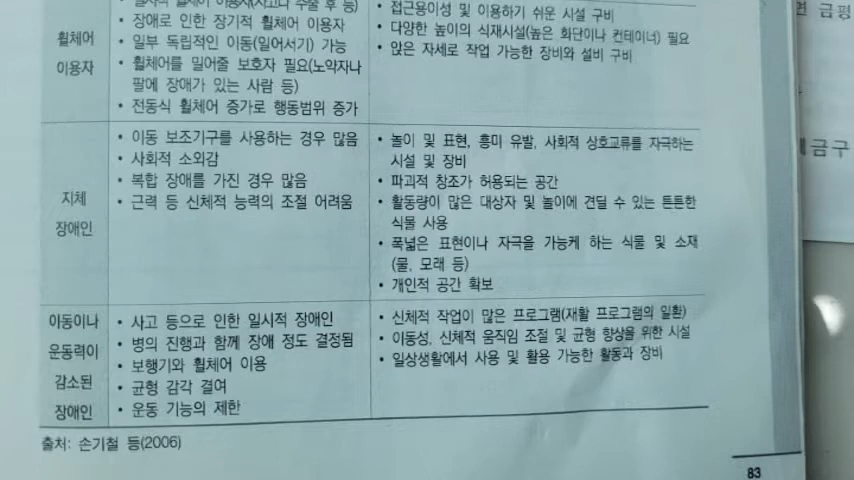 접근용이성 및 이용하기 쉬운 시설 구비
장애로 인한 장기적 휠체어 이용자
다양한 높이의 식재시설(높은 화단이나 컨테이너) 필요
휠체어
이용자
일부 독립적인 이동(일어서기) 가능
앉은 자세로 작업 가능한 장비와 설비 구비
휠체어를 밀어줄 보호자 필요(노약자나
팔에 장애가 있는 사람 등)
전동식 휠체어 증가로 행동범위 증가
지체
장애인
• 이동 보조기구를 사용하는 경우 많음
• 사회적 소외감
• 복합 장애를 가진 경우 많음
• 근력 등 신체적 능력의 조절 어려움
• 놀이 및 표현, 흥미 유발, 사회적 상호교류를 자극하는
시설 및 장비
• 파괴적 창조가 허용되는 공간
• 활동량이 많은 대상자 및 놀이에 견딜 수 있는 튼튼한
식물 사용
• 폭넓은 표현이나 자극을 가능케 하는 식물 및 소재
(물, 모래 등)
• 개인적 공간 확보
이동이나
운동력이
감소된
장애인
• 사고 등으로 인한 일시적 장애인
• 병의 진행과 함께 장애 정도 결정됨
• 보행기와 휠체어 이용
• 균형 감각 결여
• 운동 기능의 제한
• 신체적 작업이 많은 프로그램(재활 프로그램의 일환)
• 이동성, 신체적 움직임 조절 및 균형 향상을 위한 시설
• 일상생활에서 사용 및 활용 가능한 활동과 장비
출처: 손기철 등(2006)
83
금평
금구